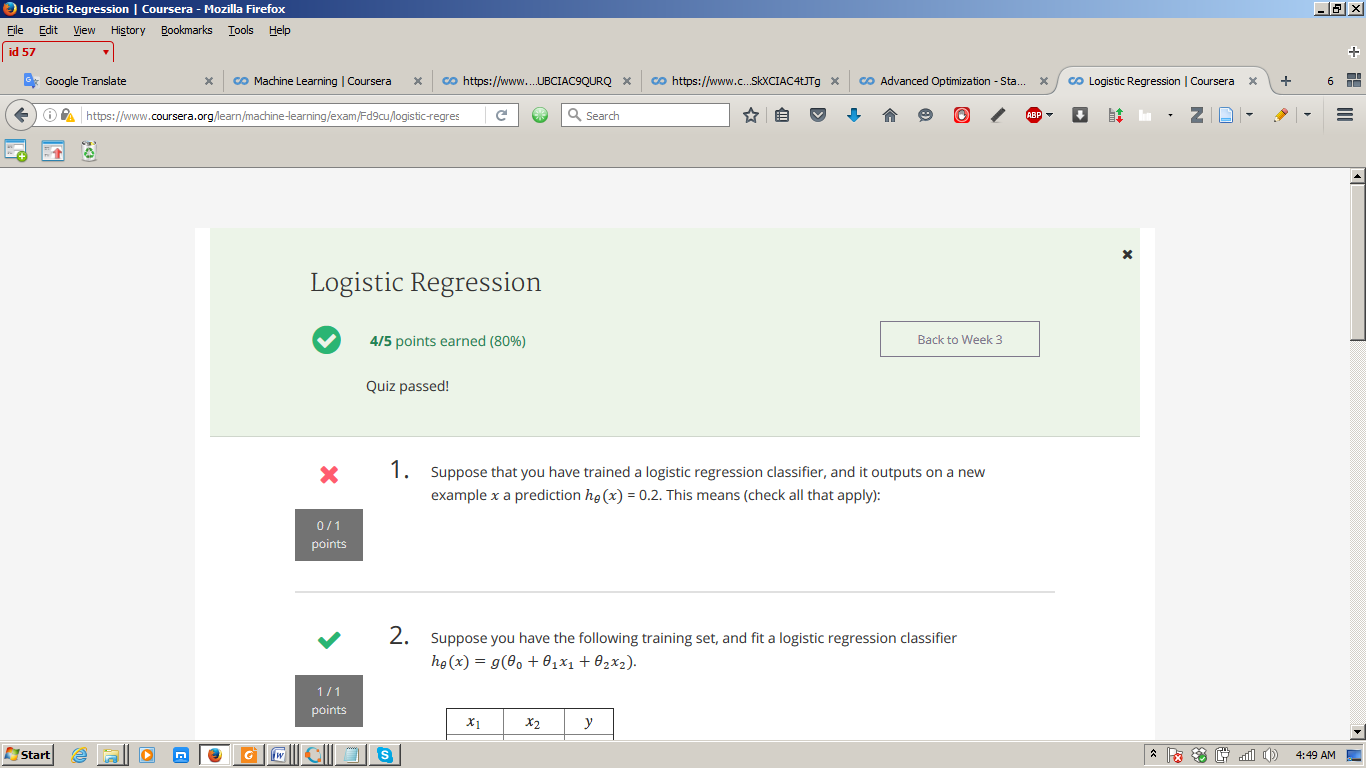 Logistic Regression | Coursera - Mozilla Firefox
File Edit View History Bookmarks Tools Help
id 57
Google Translate
Machine Learning | Coursera
https://www....UBCIAC9QURQ
https://www.c...SkXCIAC4tJTg
Advanced Optimization - Sta...
Logistic Regression | Coursera
6
https://www.coursera.org/learn/machine-learning/exam/Fd9cu/logistic-regres
Search
ABP
Logistic Regression
4/5 points earned (80%)
Back to Week 3
Quiz passed!
1. Suppose that you have trained a logistic regression classifier, and it outputs on a new
example x a prediction hθ(x) = 0.2. This means (check all that apply):
0 / 1
points
2. Suppose you have the following training set, and fit a logistic regression classifier
hθ(x) = g(θ0 + θ1x1 + θ2x2).
1 / 1
points
x1 x2 y
Start
4:49 AM